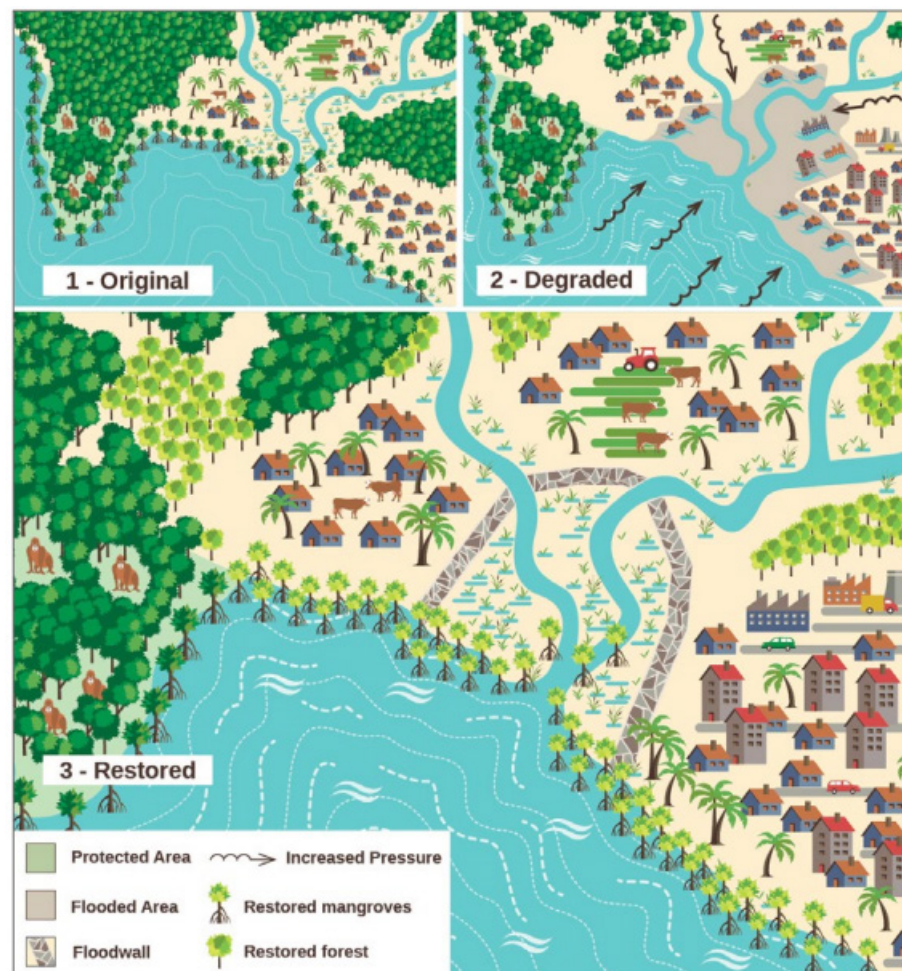 1 - Original
2 - Degraded
3 - Restored
Protected Area
Increased Pressure
Flooded Area
Restored mangroves
Floodwall
Restored forest